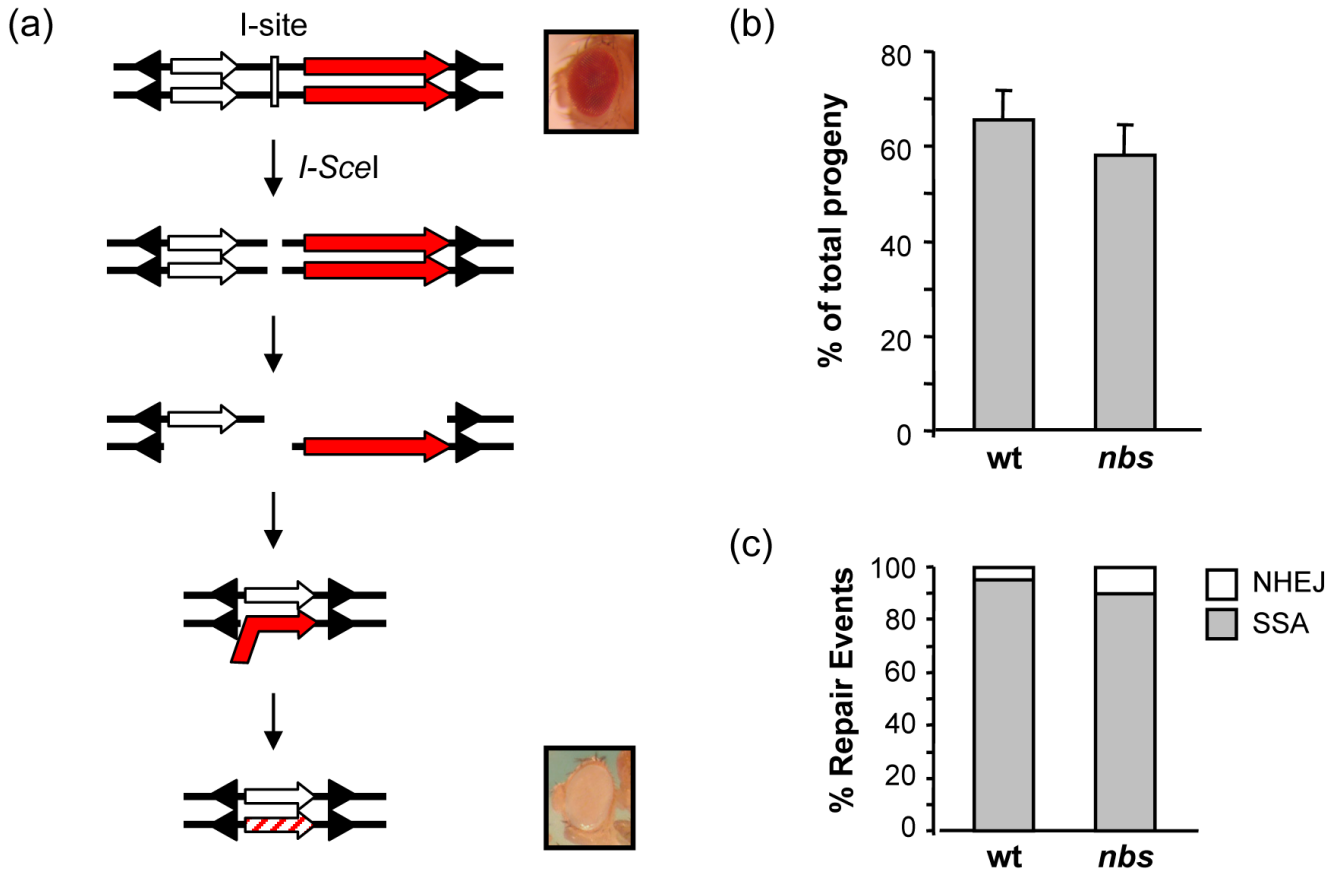 (a)
I-site
I-SceI
(b)
% of total progeny
80
60
40
20
0
wt
nbs
(c)
% Repair Events
100
80
60
40
20
0
wt
nbs
NHEJ
SSA